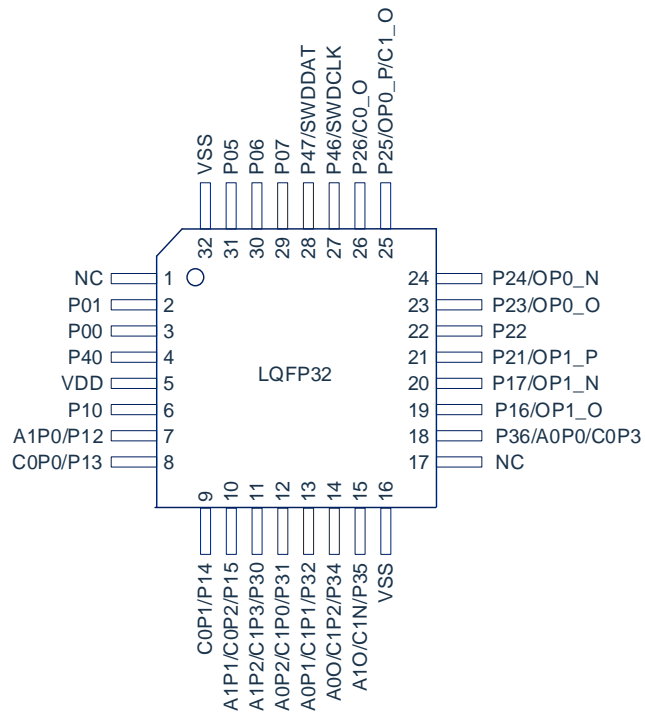 VSS
P05
P06
P07
P47/SWDDAT
P46/SWDCLK
P26/C0_O
P25/OP0_P/C1_O
32
31
30
29
28
27
26
25
NC 1
P01 2
P00 3
P40 4
VDD 5
P10 6
A1P0/P12 7
C0P0/P13 8
LQFP32
24 P24/OP0_N
23 P23/OP0_O
22 P22
21 P21/OP1_P
20 P17/OP1_N
19 P16/OP1_O
18 P36/A0P0/C0P3
17 NC
9
10
11
12
13
14
15
16
C0P1/P14
A1P1/C0P2/P15
A1P2/C1P3/P30
A0P2/C1P0/P31
A0P1/C1P1/P32
A0O/C1P2/P34
A1O/C1N/P35
VSS